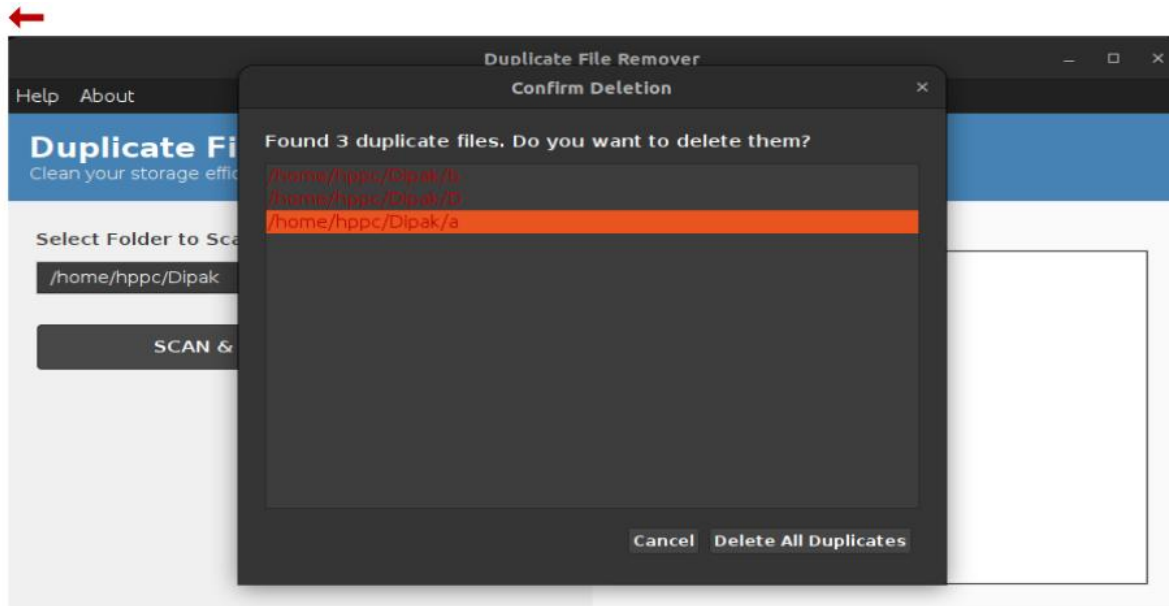 Duplicate File Remover
Confirm Deletion
Help About
Duplicate Fi
Clean your storage effic
Found 3 duplicate files. Do you want to delete them?
/home/hppc/Dipak/
/home/hppc/Dipak/D
/home/hppc/Dipak/a
Select Folder to Sca
/home/hppc/Dipak
SCAN &
Cancel Delete All Duplicates